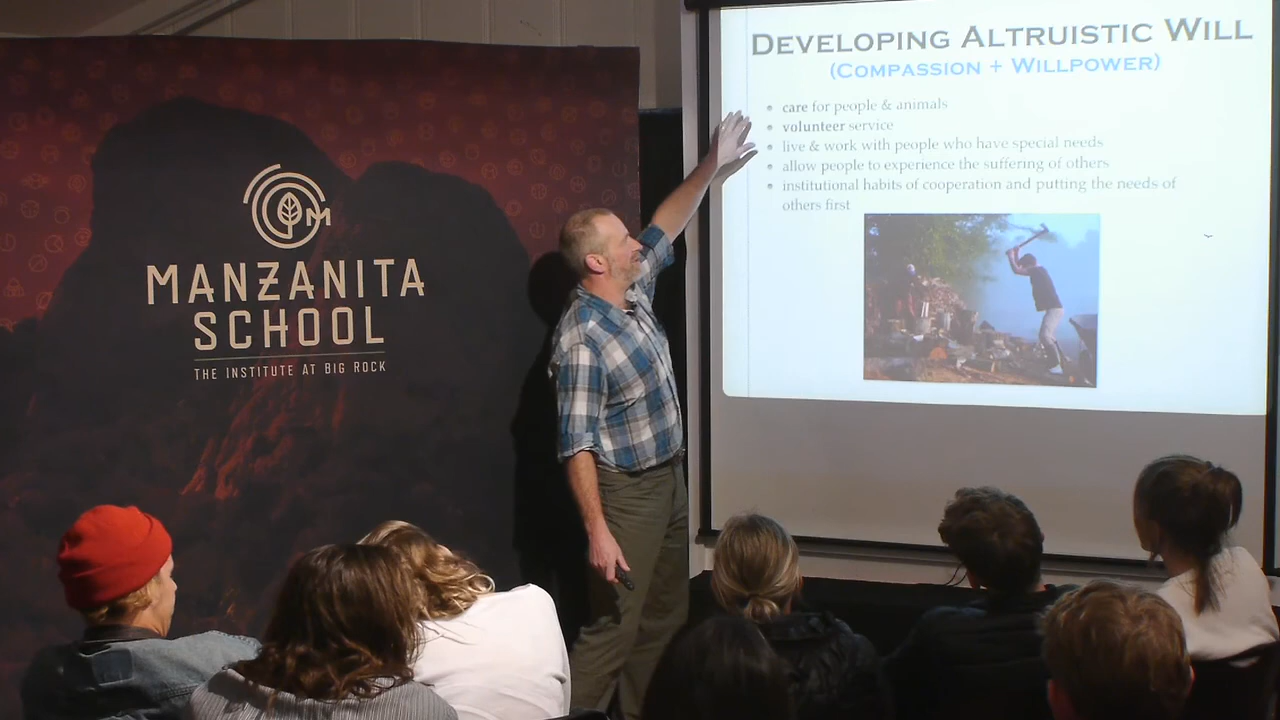 M
MANZANITA
SCHOOL
THE INSTITUTE AT BIG ROCK
DEVELOPING ALTRUISTIC WILL
(COMPASSION + WILLPOWER)
• care for people & animals
• volunteer service
• live & work with people who have special needs
• allow people to experience the suffering of others
• institutional habits of cooperation and putting the needs of
others first